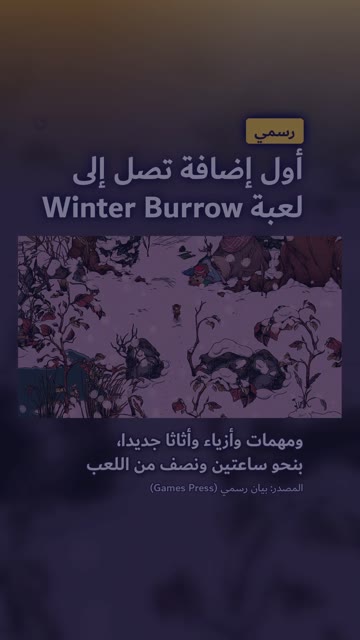 رسمي
أول إضافة تصل إلى
لعبة Winter Burrow
ومهمات وأزياء وأثاثا جديدا،
بنحو ساعتين ونصف من اللعب
المصدر: بيان رسمي (Games Press)